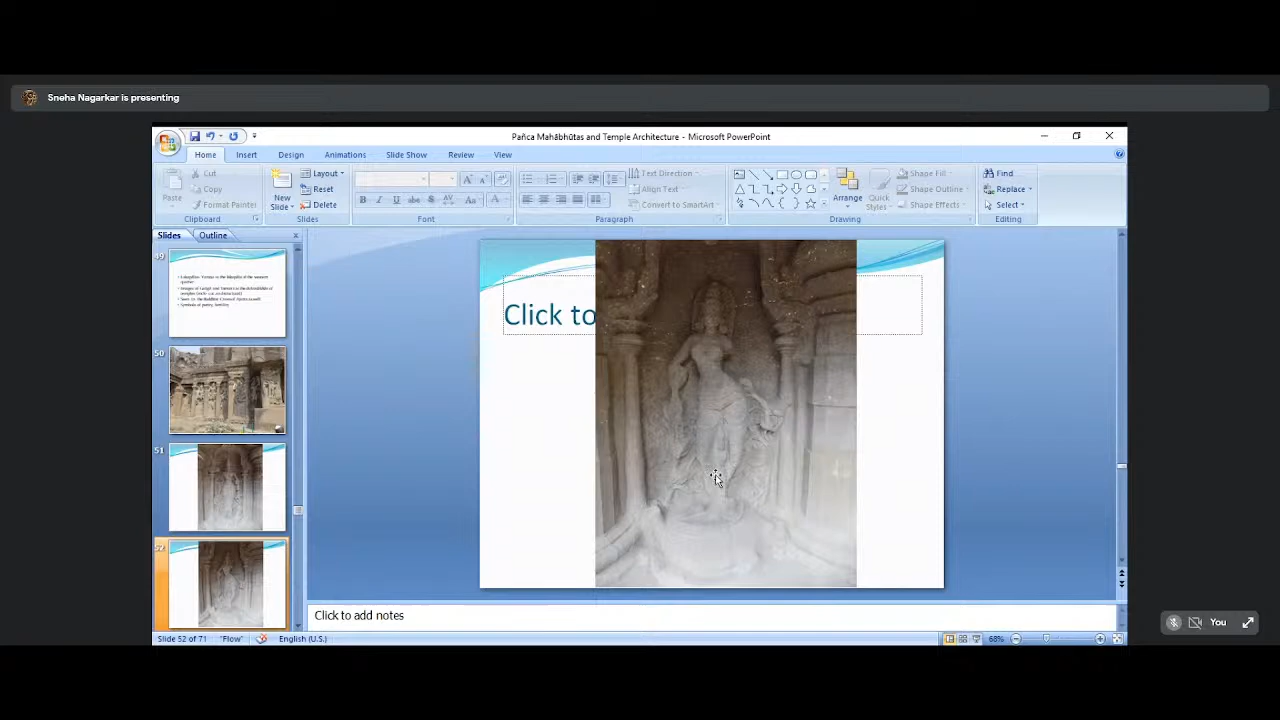 Sneha Nagarkar is presenting
Pañca Mahābhūtas and Temple Architecture - Microsoft PowerPoint
Home Insert Design Animations Slide Show Review View
Paste
Cut
Copy
Format Painter
Clipboard
New Slide
Layout
Reset
Delete
Slides
Font
Text Direction
Align Text
Convert to SmartArt
Paragraph
Arrange
Quick Styles
Shape Fill
Shape Outline
Shape Effects
Drawing
Find
Replace
Select
Editing
Slides Outline
49
50
51
52
Click to
Click to add notes
Slide 52 of 71 "Flow" English (U.S.) 68%
You